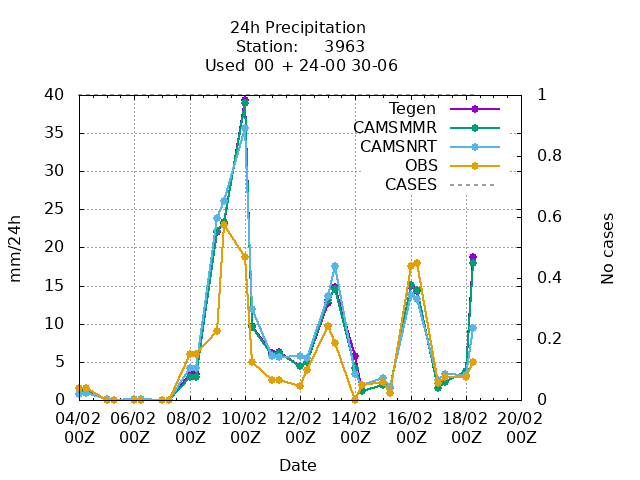 24h Precipitation
Station: 3963
Used 00 + 24-00 30-06
40
35
30
25
20
15
10
5
0
mm/24h
1
0.8
0.6
0.4
0.2
0
No cases
Tegen
CAMSMMR
CAMSNRT
OBS
CASES
04/02 06/02 08/02 10/02 12/02 14/02 16/02 18/02 20/02
00Z 00Z 00Z 00Z 00Z 00Z 00Z 00Z 00Z
Date